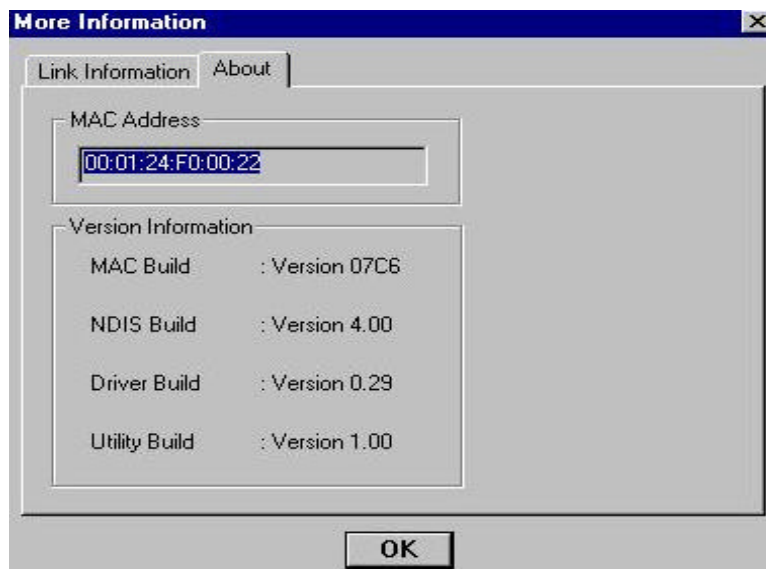 More Information
Link Information About
MAC Address
00:01:24:F0:00:22
Version Information
MAC Build : Version 07C6
NDIS Build : Version 4.00
Driver Build : Version 0.29
Utility Build : Version 1.00
OK